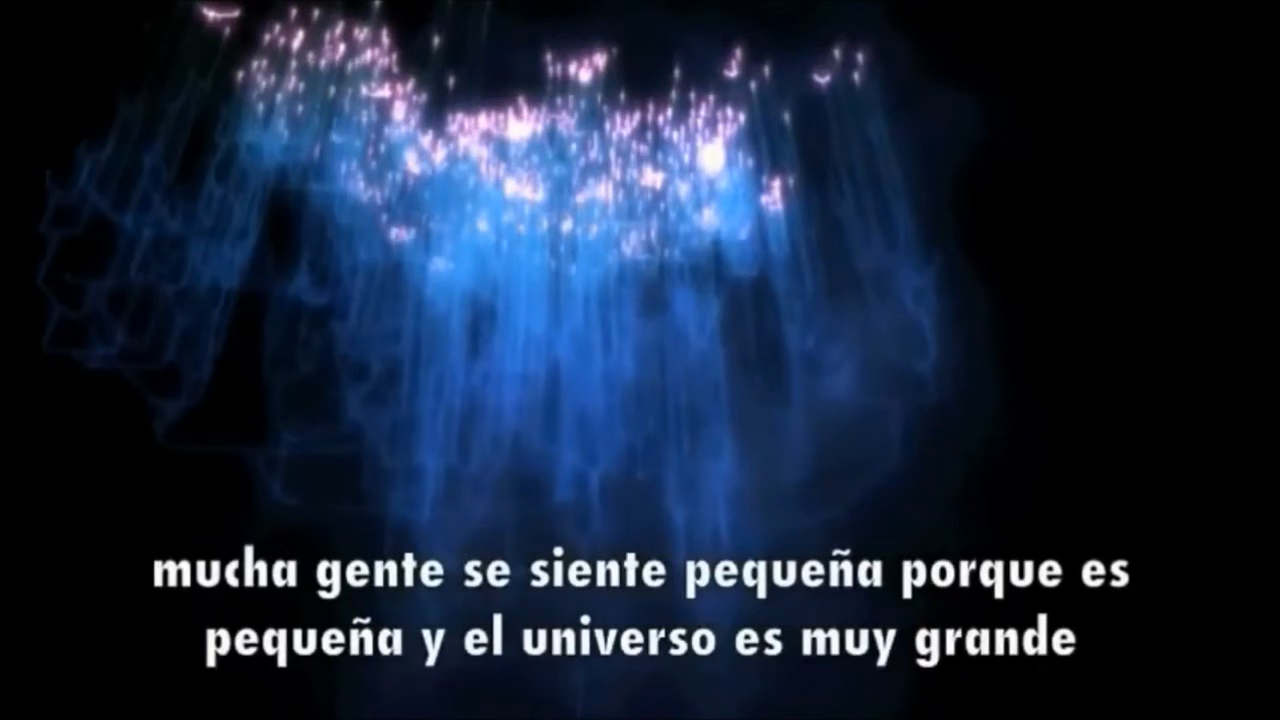 mucha gente se siente pequeña porque es
pequeña y el universo es muy grande